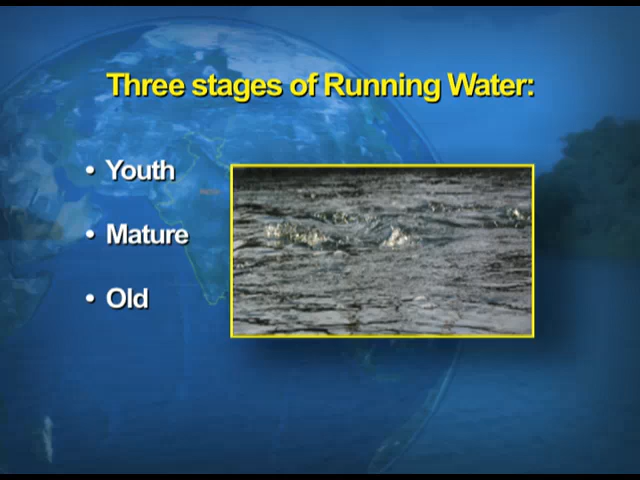 Three stages of Running Water:
• Youth
• Mature
• Old